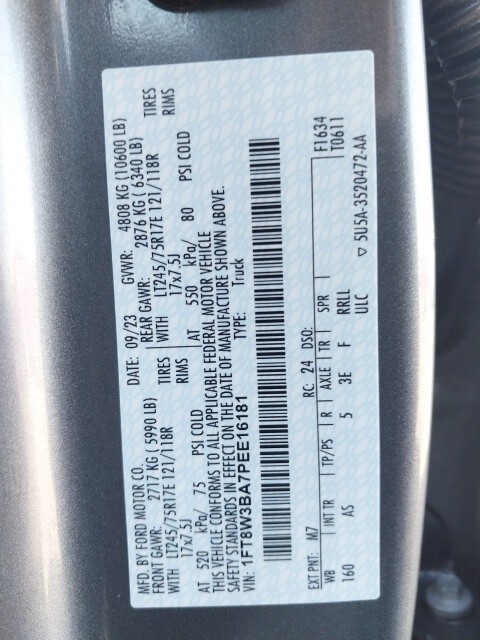 MFD. BY FORD MOTOR CO.
DATE: 09/23 GVWR: 4808 KG (10600 LB)
FRONT GAWR: 2717 KG ( 5990 LB) REAR GAWR: 2876 KG ( 6340 LB)
WITH LT245/75R17E 121/118R TIRES WITH LT245/75R17E 121/118R TIRES
17x7.5J RIMS 17x7.5J RIMS
AT 520 kPa/ 75 PSI COLD AT 550 kPa/ 80 PSI COLD
THIS VEHICLE CONFORMS TO ALL APPLICABLE FEDERAL MOTOR VEHICLE
SAFETY STANDARDS IN EFFECT ON THE DATE OF MANUFACTURE SHOWN ABOVE.
VIN: 1FT8W3BA7PEE16181 TYPE: Truck
F1634
T0611
EXT PNT: M7 RC: 24 DSO:
WB INT TR TP/PS R AXLE TR SPR
160 AS 5 3E F RRLL
ULC
▽ 5U5A-3520472-AA